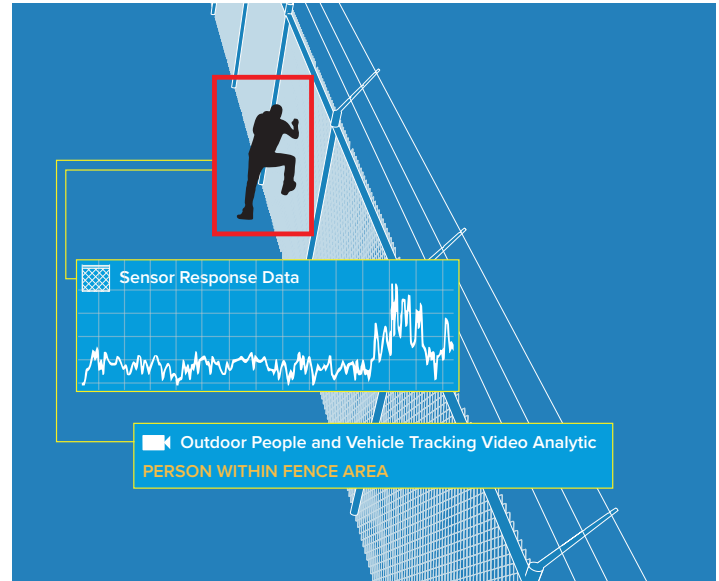 Sensor Response Data
Outdoor People and Vehicle Tracking Video Analytic
PERSON WITHIN FENCE AREA